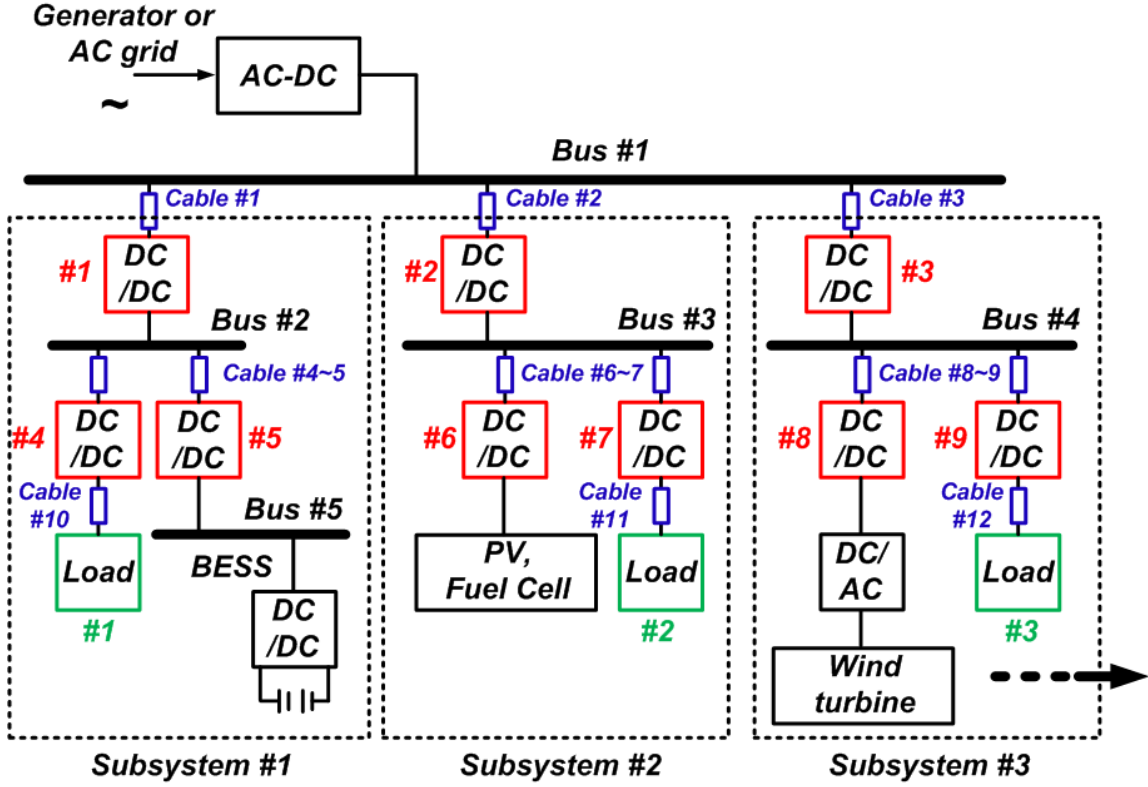 Generator or
AC grid
~
AC-DC
Bus #1
Cable #1
Cable #2
Cable #3
#1
DC
/DC
#2
DC
/DC
DC
/DC
#3
Bus #2
Bus #3
Bus #4
Cable #4~5
Cable #6~7
Cable #8~9
#4
DC
/DC
DC
/DC
#5
#6
DC
/DC
#7
DC
/DC
#8
DC
/DC
#9
DC
/DC
Cable
#10
Bus #5
Cable
#11
Cable
#12
Load
#1
BESS
DC
/DC
PV,
Fuel Cell
Load
#2
DC/
AC
Load
#3
Wind
turbine
Subsystem #1
Subsystem #2
Subsystem #3